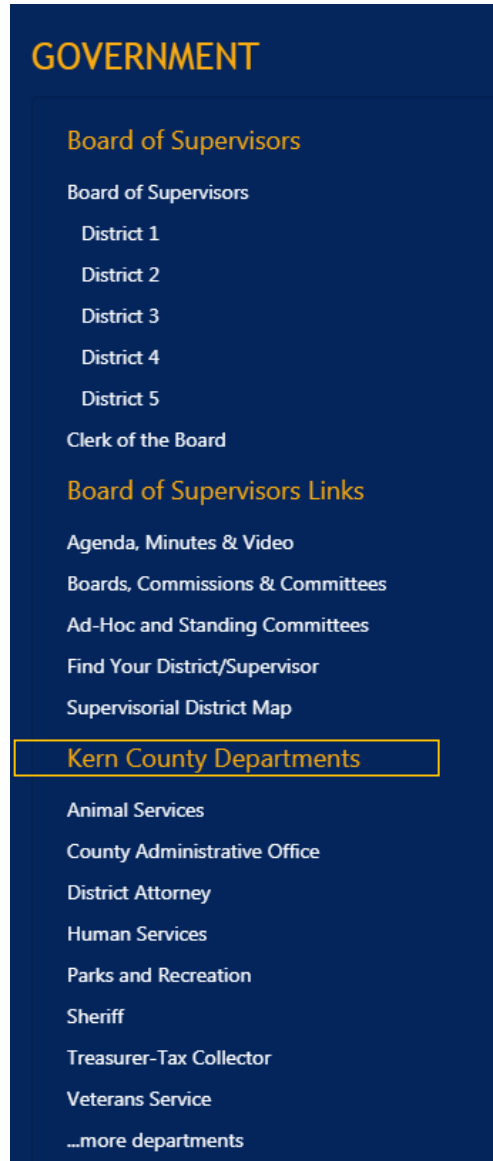 GOVERNMENT
Board of Supervisors
Board of Supervisors
District 1
District 2
District 3
District 4
District 5
Clerk of the Board
Board of Supervisors Links
Agenda, Minutes & Video
Boards, Commissions & Committees
Ad-Hoc and Standing Committees
Find Your District/Supervisor
Supervisorial District Map
Kern County Departments
Animal Services
County Administrative Office
District Attorney
Human Services
Parks and Recreation
Sheriff
Treasurer-Tax Collector
Veterans Service
...more departments